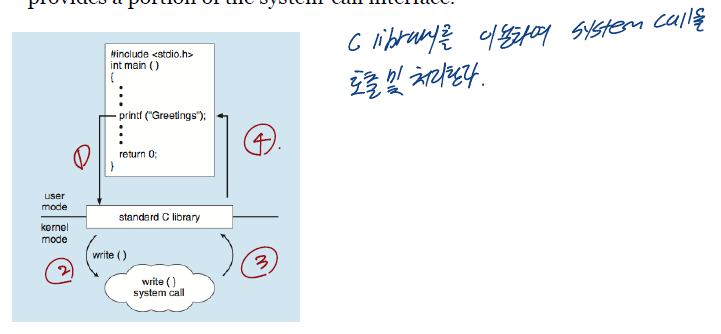 provides a portion of the system-call interface.
C library를 이용하여 system call을
호출 및 처리한다.
#include <stdio.h>
int main ( )
{
printf ("Greetings");
return 0;
}
①
④.
user
mode
standard C library
kernel
mode
write ( )
②
③
write ( )
system call